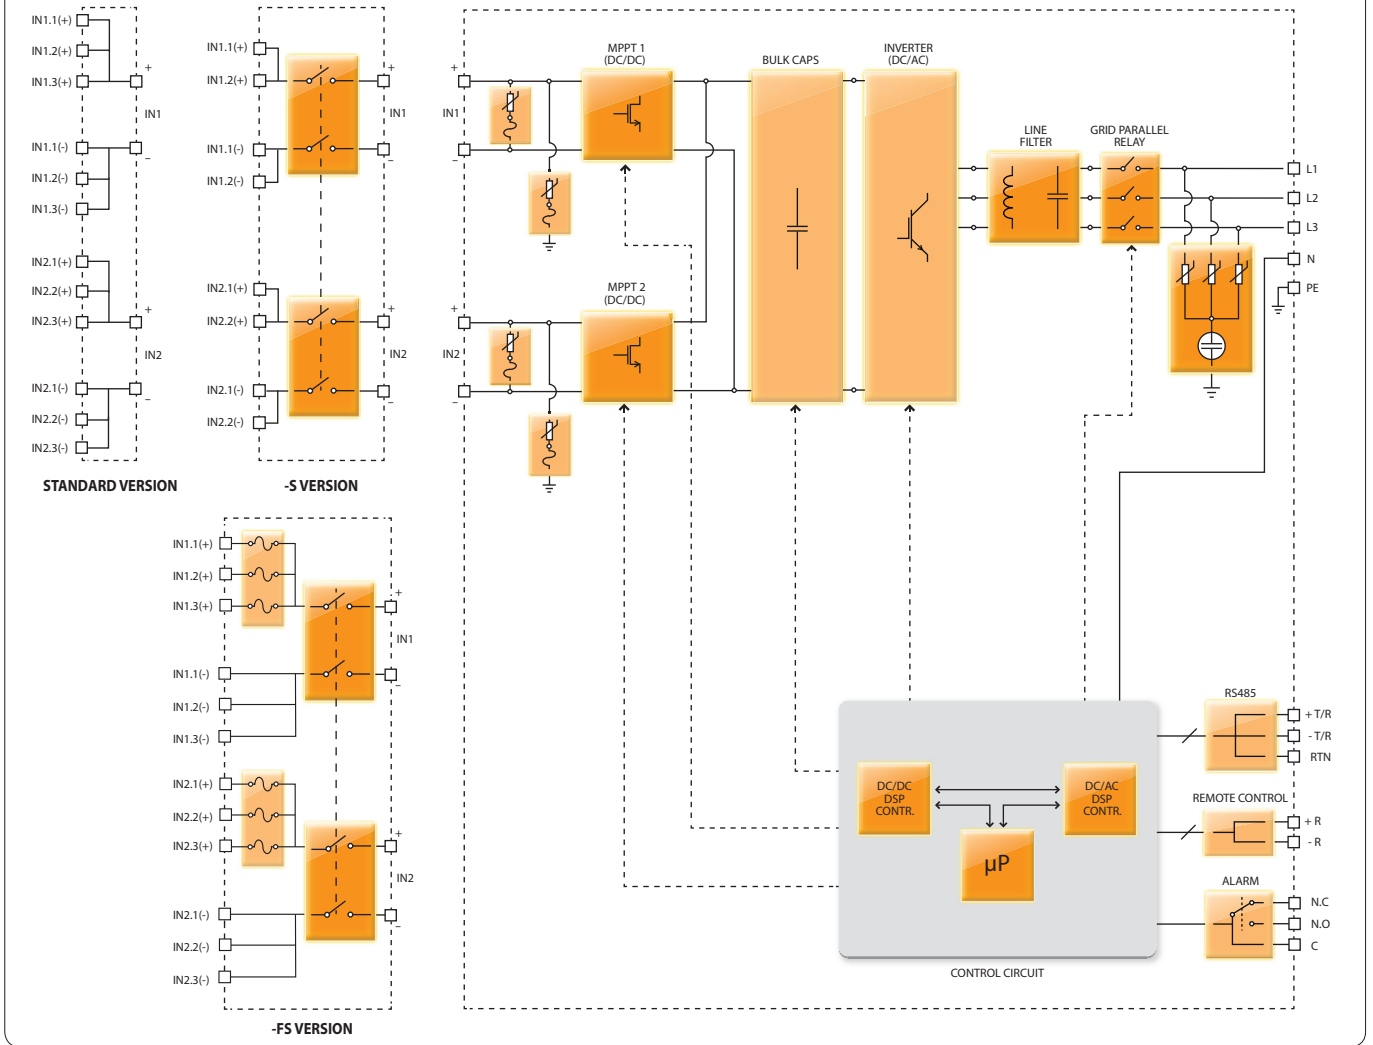 IN1.1(+)
IN1.2(+)
IN1.3(+)
+
IN1
IN1.1(-)
–
IN1.2(-)
IN1.3(-)
IN2.1(+)
IN2.2(+)
+
IN2.3(+)
IN2
IN2.1(-)
–
IN2.2(-)
IN2.3(-)
STANDARD VERSION
IN1.1(+)
+
IN1.2(+)
IN1
IN1.1(-)
–
IN1.2(-)
IN2.1(+)
+
IN2.2(+)
IN2
IN2.1(-)
–
IN2.2(-)
-S VERSION
IN1.1(+)
IN1.2(+)
+
IN1.3(+)
IN1
IN1.1(-)
–
IN1.2(-)
IN1.3(-)
IN2.1(+)
IN2.2(+)
+
IN2.3(+)
IN2
IN2.1(-)
–
IN2.2(-)
IN2.3(-)
-FS VERSION
+
IN1
–
MPPT 1
(DC/DC)
+
IN2
–
MPPT 2
(DC/DC)
BULK CAPS
INVERTER
(DC/AC)
LINE
FILTER
GRID PARALLEL
RELAY
L1
L2
L3
N
PE
DC/DC
DSP
CONTR.
DC/AC
DSP
CONTR.
μP
CONTROL CIRCUIT
RS485
+ T/R
- T/R
RTN
REMOTE CONTROL
+ R
- R
ALARM
N.C
N.O
C